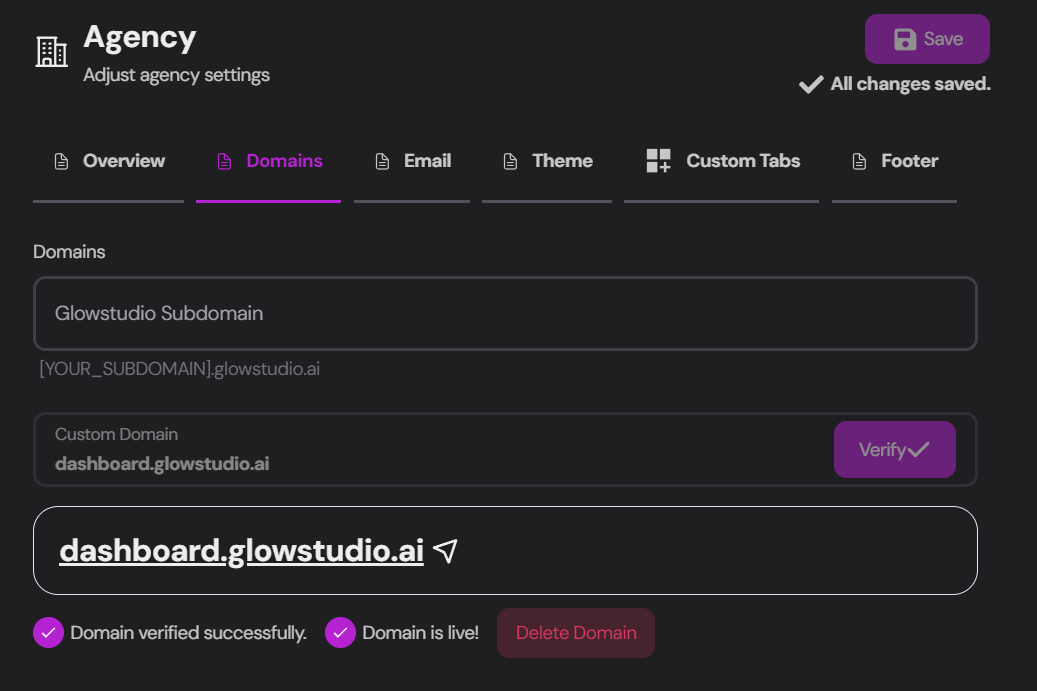 Agency
Adjust agency settings
Save
All changes saved.
Overview
Domains
Email
Theme
Custom Tabs
Footer
Domains
Glowstudio Subdomain
[YOUR_SUBDOMAIN].glowstudio.ai
Custom Domain
dashboard.glowstudio.ai
Verify
dashboard.glowstudio.ai
Domain verified successfully.
Domain is live!
Delete Domain